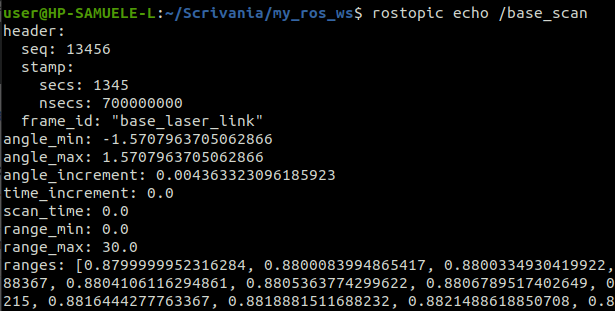 user@HP-SAMUELE-L:~/Scrivania/my_ros_ws$ rostopic echo /base_scan
header:
  seq: 13456
  stamp:
    secs: 1345
    nsecs: 700000000
  frame_id: "base_laser_link"
angle_min: -1.5707963705062866
angle_max: 1.5707963705062866
angle_increment: 0.004363323096185923
time_increment: 0.0
scan_time: 0.0
range_min: 0.0
range_max: 30.0
ranges: [0.8799999952316284, 0.8800083994865417, 0.8800334930419922,
88367, 0.8804106116294861, 0.8805363774299622, 0.8806789517402649, 0
215, 0.8816444277763367, 0.8818881511688232, 0.8821488618850708, 0.8